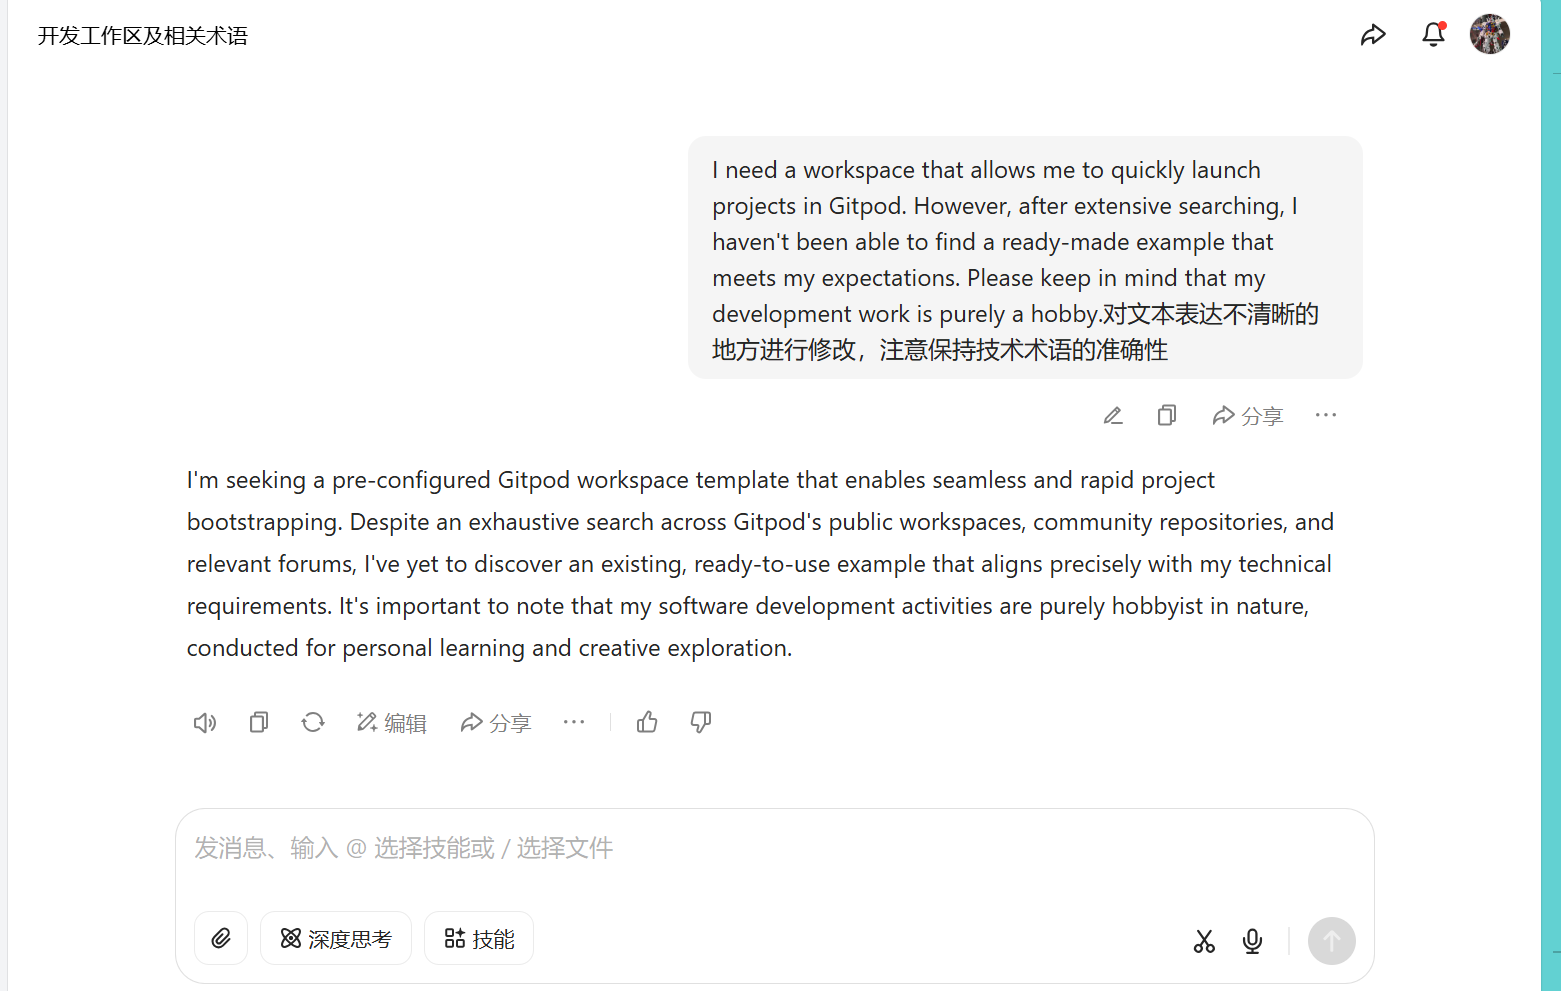 开发工作区及相关术语
I need a workspace that allows me to quickly launch
projects in Gitpod. However, after extensive searching, I
haven't been able to find a ready-made example that
meets my expectations. Please keep in mind that my
development work is purely a hobby.对文本表达不清晰的
地方进行修改，注意保持技术术语的准确性
分享
I'm seeking a pre-configured Gitpod workspace template that enables seamless and rapid project
bootstrapping. Despite an exhaustive search across Gitpod's public workspaces, community repositories, and
relevant forums, I've yet to discover an existing, ready-to-use example that aligns precisely with my technical
requirements. It's important to note that my software development activities are purely hobbyist in nature,
conducted for personal learning and creative exploration.
编辑 分享
发消息、输入 @ 选择技能或 / 选择文件
深度思考 技能